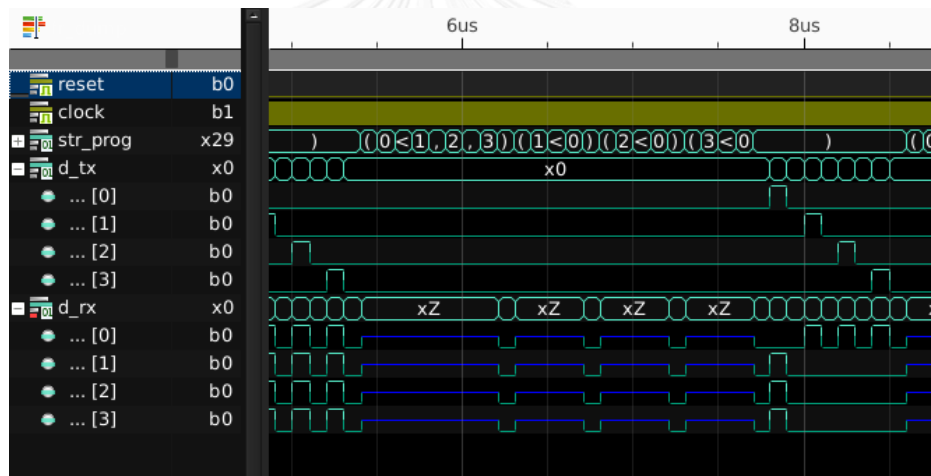 6us 8us
reset b0
clock b1
str_prog x29 ) ((0<1,2,3)((1<0)((2<0)((3<0) ) ((0
d_tx x0 x0
... [0] b0
... [1] b0
... [2] b0
... [3] b0
d_rx x0 xZ xZ xZ xZ
... [0] b0
... [1] b0
... [2] b0
... [3] b0